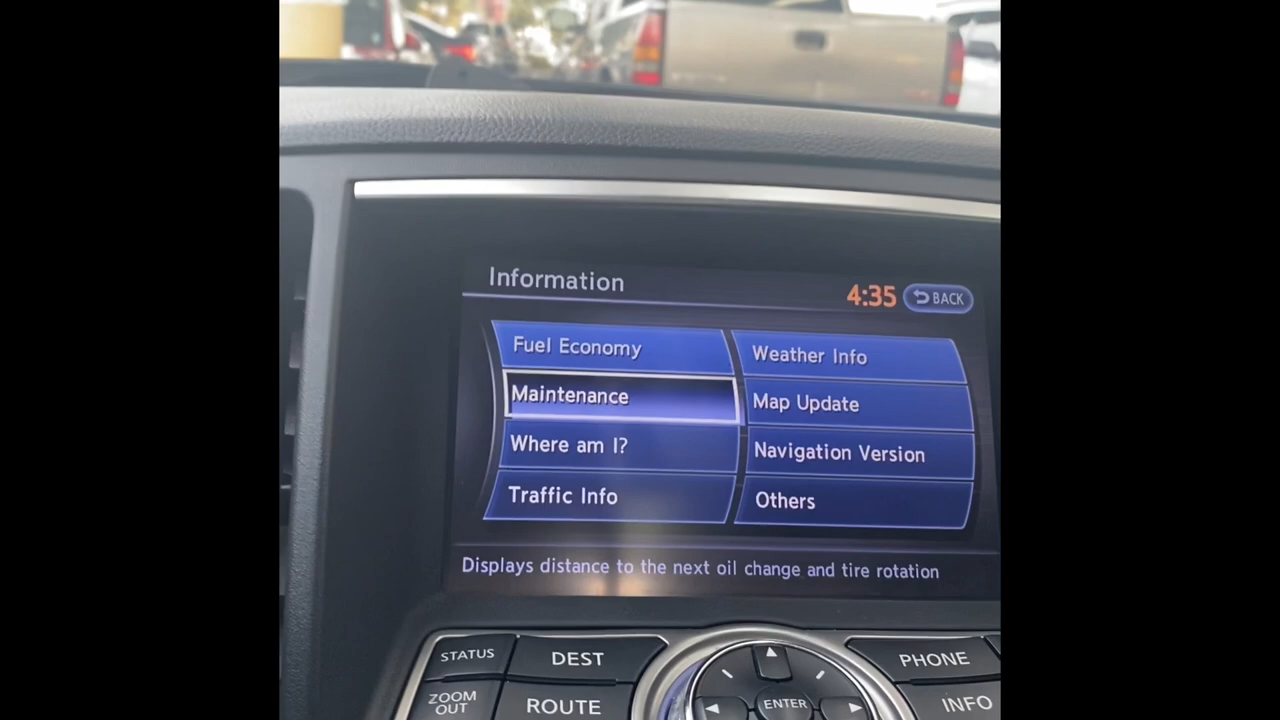 Information
4:35
BACK
Fuel Economy
Weather Info
Maintenance
Map Update
Where am I?
Navigation Version
Traffic Info
Others
Displays distance to the next oil change and tire rotation
STATUS
DEST
PHONE
ZOOM
OUT
ROUTE
ENTER
INFO